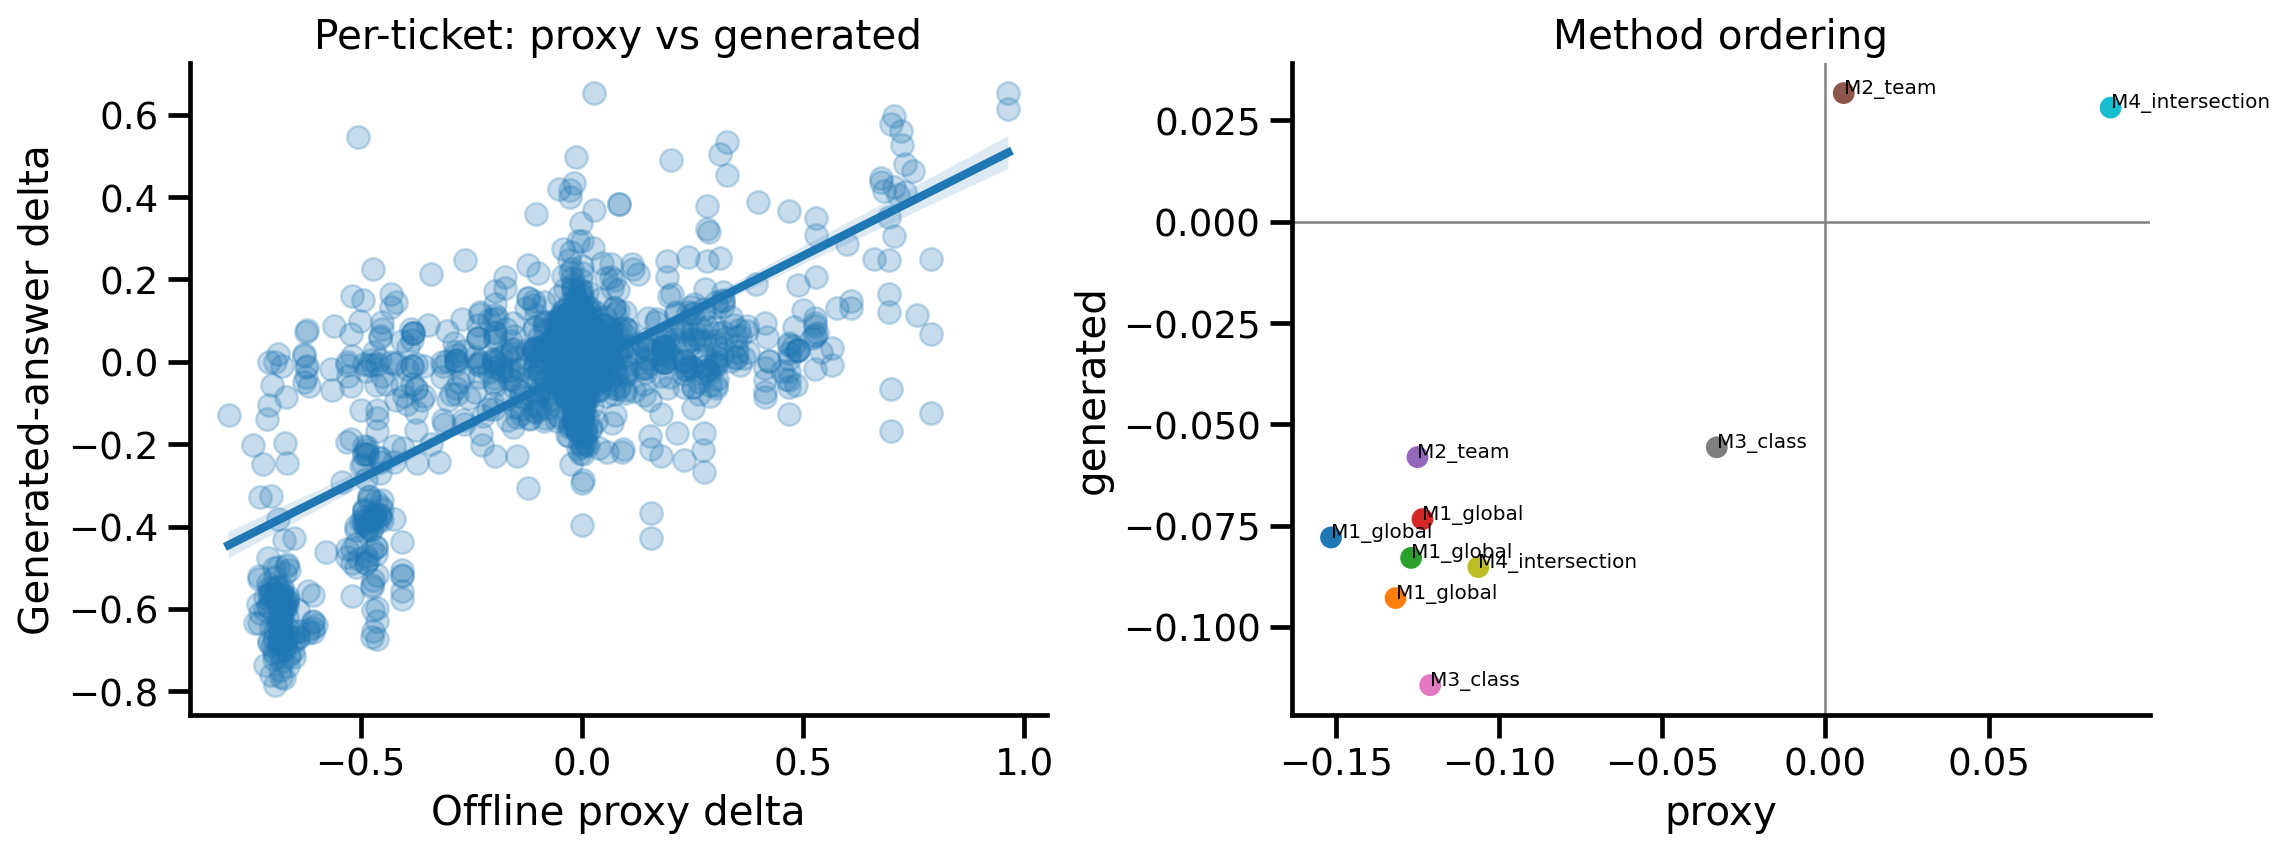 Per-ticket: proxy vs generated
Generated-answer delta
0.6
0.4
0.2
0.0
−0.2
−0.4
−0.6
−0.8
−0.5
0.0
0.5
1.0
Offline proxy delta
Method ordering
generated
0.025
0.000
−0.025
−0.050
−0.075
−0.100
M2_team
M4_intersection
M3_class
M2_team
M1_global
M1_global
M1_global
M4_intersection
M1_global
M3_class
−0.15
−0.10
−0.05
0.00
0.05
proxy